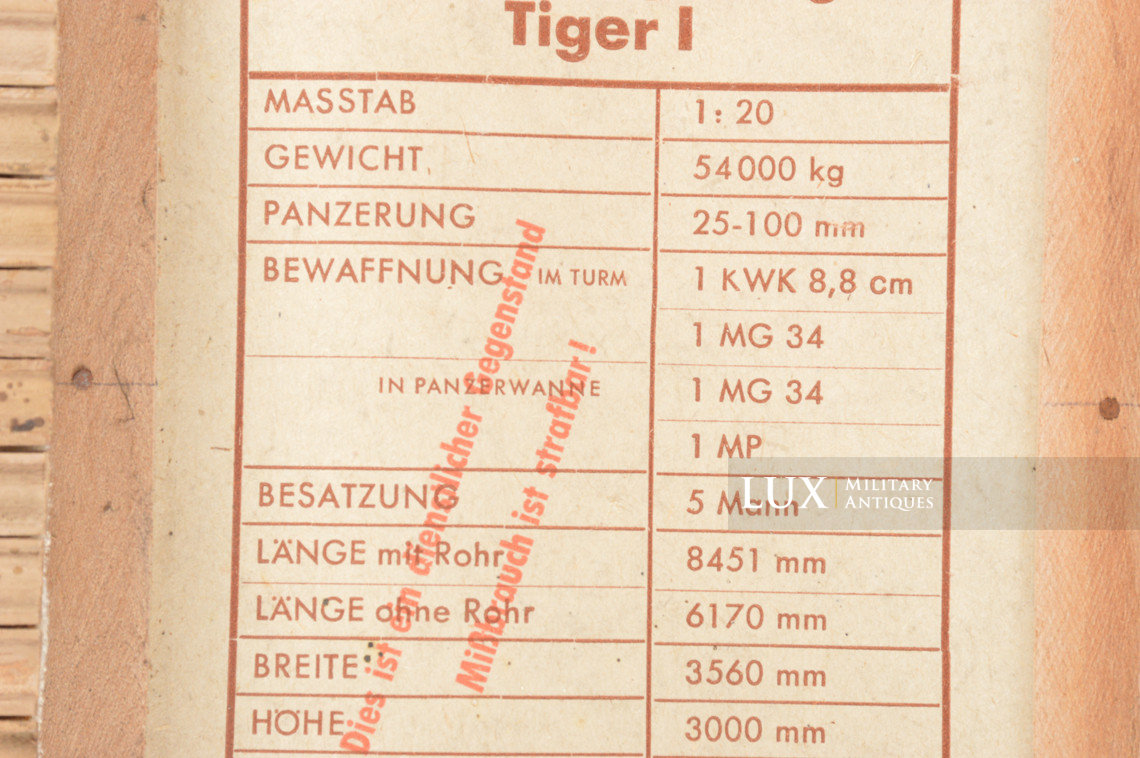 Tiger I
MASSTAB 1: 20
GEWICHT 54000 kg
PANZERUNG 25-100 mm
BEWAFFNUNG IM TURM 1 KWK 8,8 cm
1 MG 34
IN PANZERWANNE 1 MG 34
1 MP
BESATZUNG 5 Mann
LÄNGE mit Rohr 8451 mm
LÄNGE ohne Rohr 6170 mm
BREITE 3560 mm
HÖHE 3000 mm
Dies ist ein dienstlicher Gegenstand
Mißbrauch ist strafbar!
LUX MILITARY
ANTIQUES